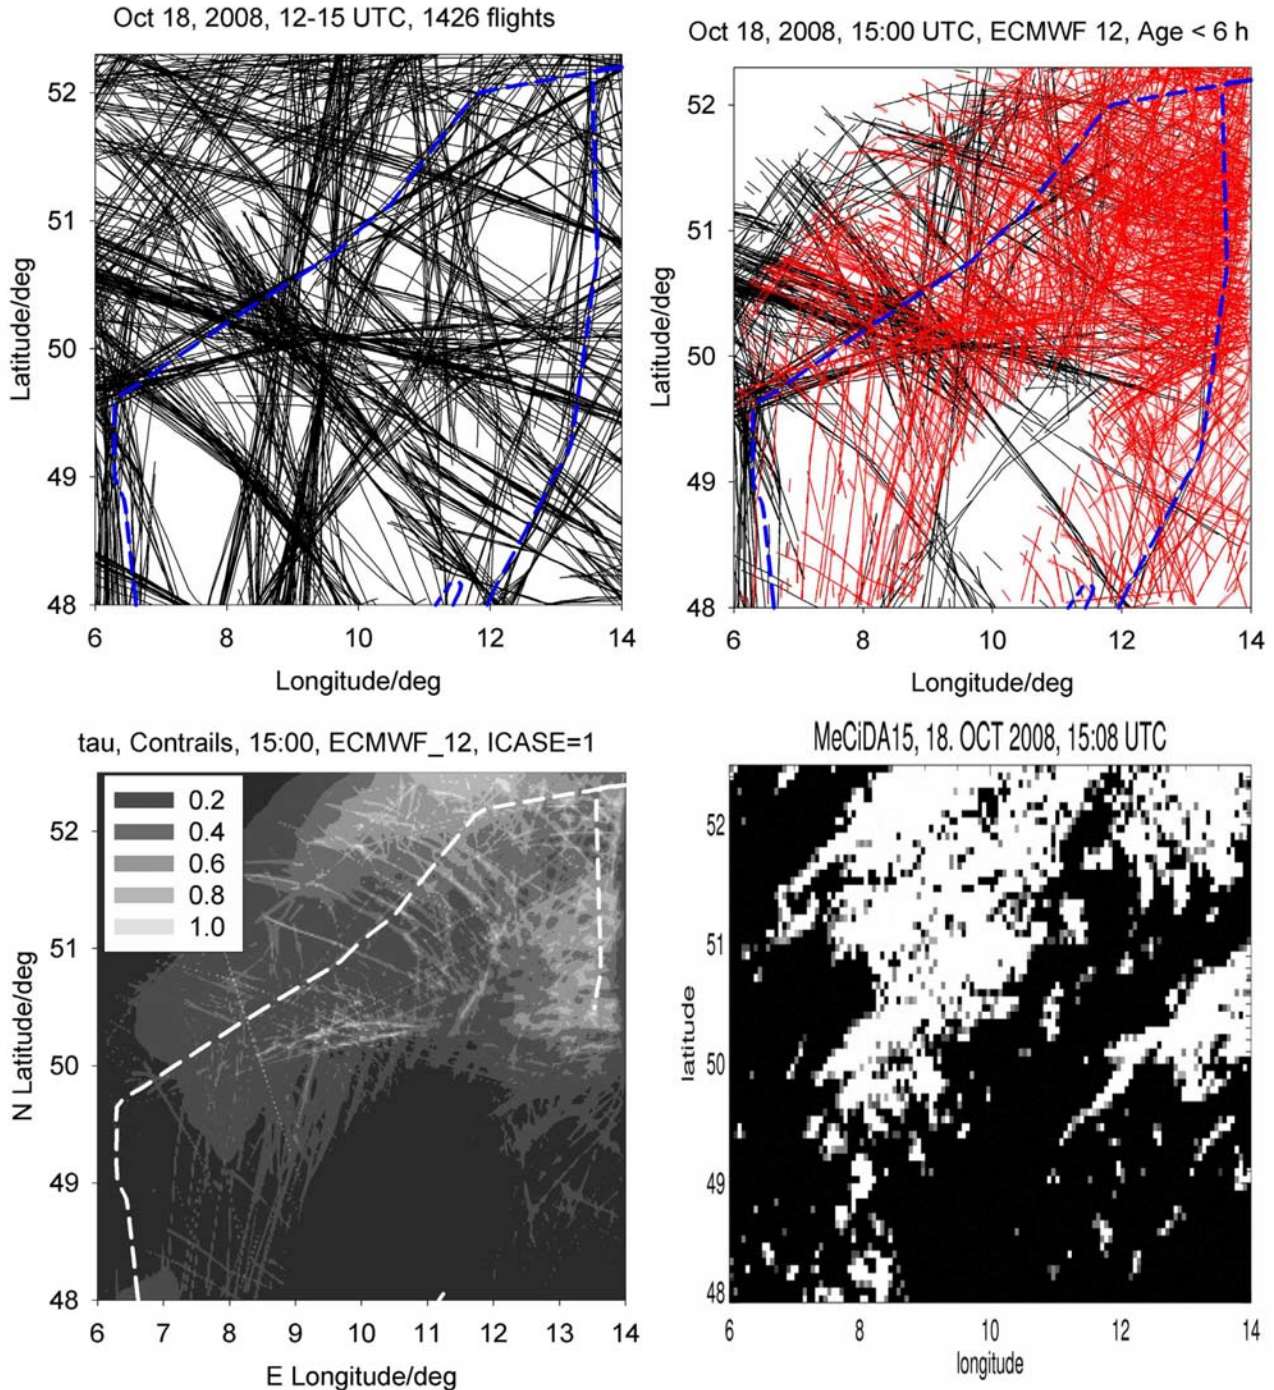 Oct 18, 2008, 12-15 UTC, 1426 flights
52
51
50
49
48
Latitude/deg
6 8 10 12 14
Longitude/deg
Oct 18, 2008, 15:00 UTC, ECMWF 12, Age < 6 h
52
51
50
49
48
Latitude/deg
6 8 10 12 14
Longitude/deg
tau, Contrails, 15:00, ECMWF_12, ICASE=1
0.2
0.4
0.6
0.8
1.0
52
51
50
49
48
N Latitude/deg
6 7 8 9 10 11 12 13 14
E Longitude/deg
MeCiDA15, 18. OCT 2008, 15:08 UTC
52
51
50
49
48
latitude
6 8 10 12 14
longitude